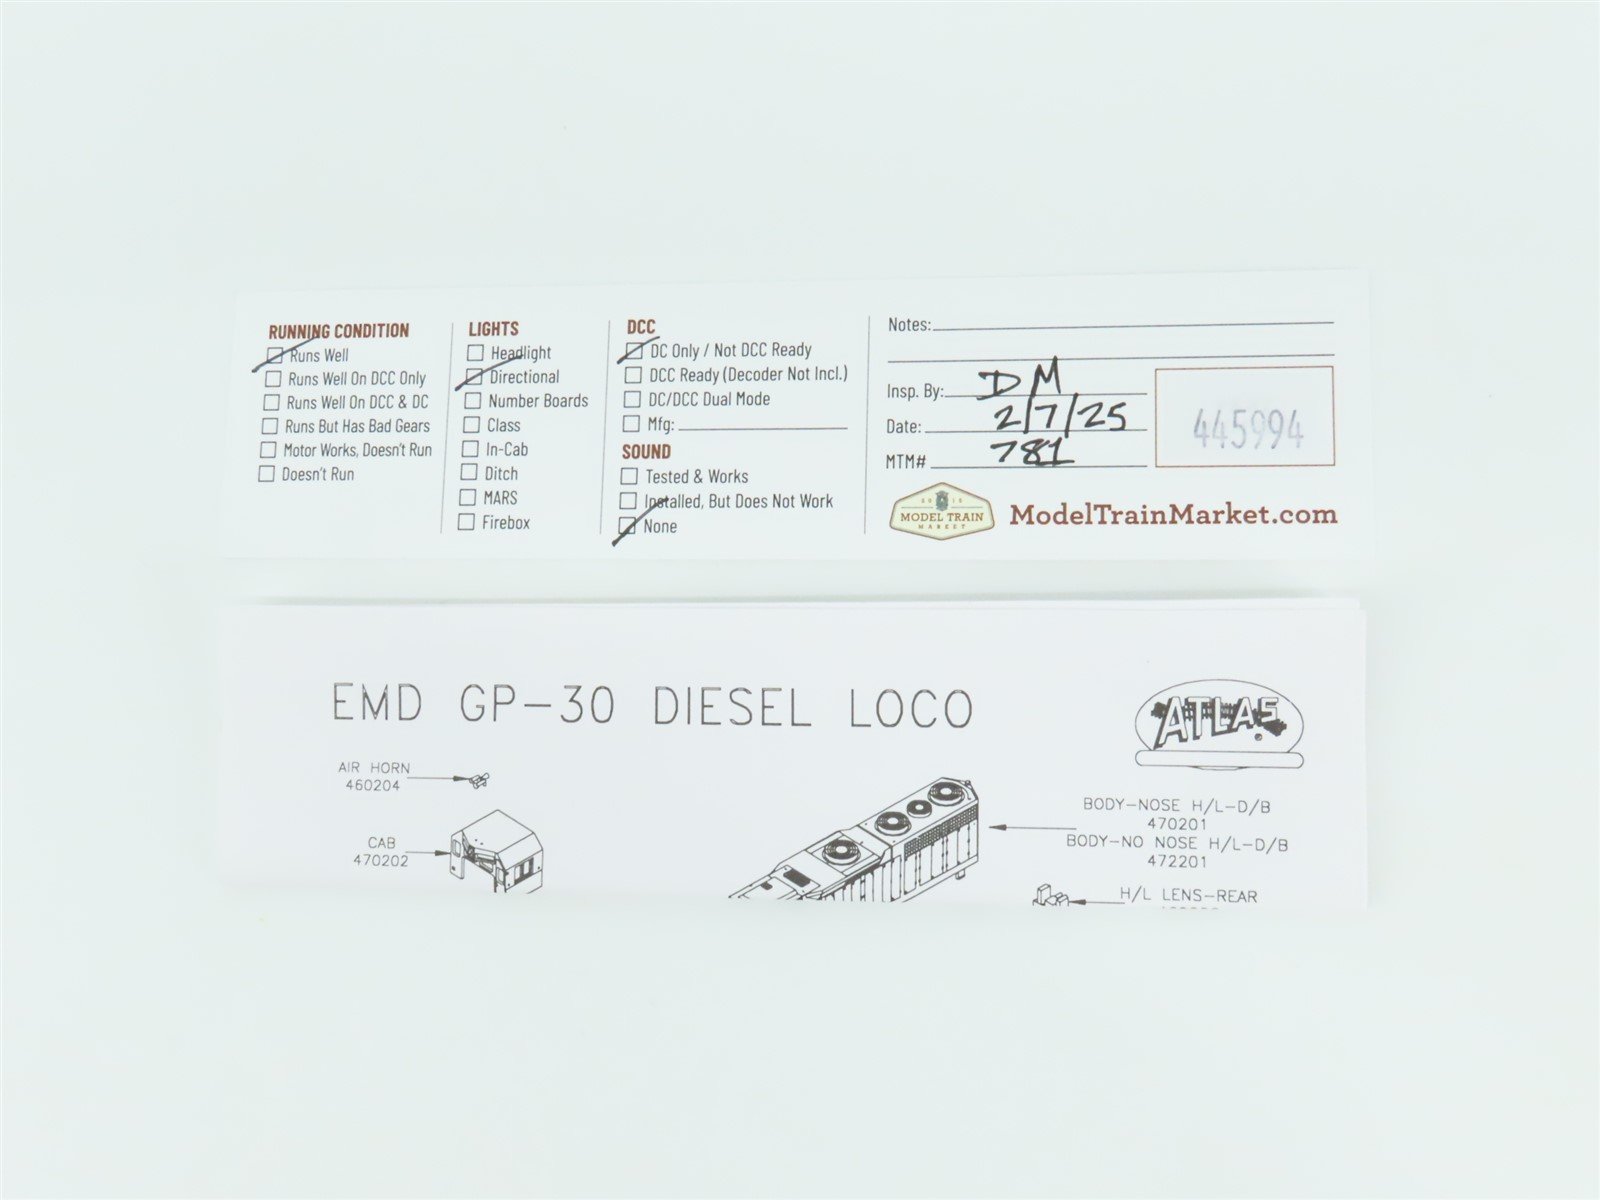 RUNNING CONDITION
Runs Well
Runs Well On DCC Only
Runs Well On DCC & DC
Runs But Has Bad Gears
Motor Works, Doesn't Run
Doesn't Run
LIGHTS
Headlight
Directional
Number Boards
Class
In-Cab
Ditch
MARS
Firebox
DCC
DC Only / Not DCC Ready
DCC Ready (Decoder Not Incl.)
DC/DCC Dual Mode
Mfg:
SOUND
Tested & Works
Installed, But Does Not Work
None
Notes:
Insp. By: DM
Date: 2/7/25
MTM# 781
445994
2015
MODEL TRAIN
MARKET
ModelTrainMarket.com
EMD GP-30 DIESEL LOCO
ATLAS
®
AIR HORN
460204
CAB
470202
BODY-NOSE H/L-D/B
470201
BODY-NO NOSE H/L-D/B
472201
H/L LENS-REAR